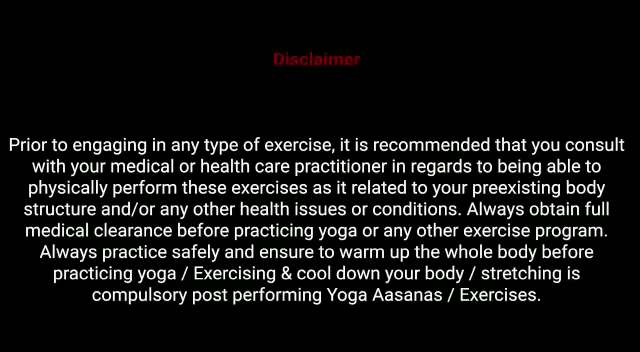 Disclaimer
Prior to engaging in any type of exercise, it is recommended that you consult
with your medical or health care practitioner in regards to being able to
physically perform these exercises as it related to your preexisting body
structure and/or any other health issues or conditions. Always obtain full
medical clearance before practicing yoga or any other exercise program.
Always practice safely and ensure to warm up the whole body before
practicing yoga / Exercising & cool down your body / stretching is
compulsory post performing Yoga Aasanas / Exercises.